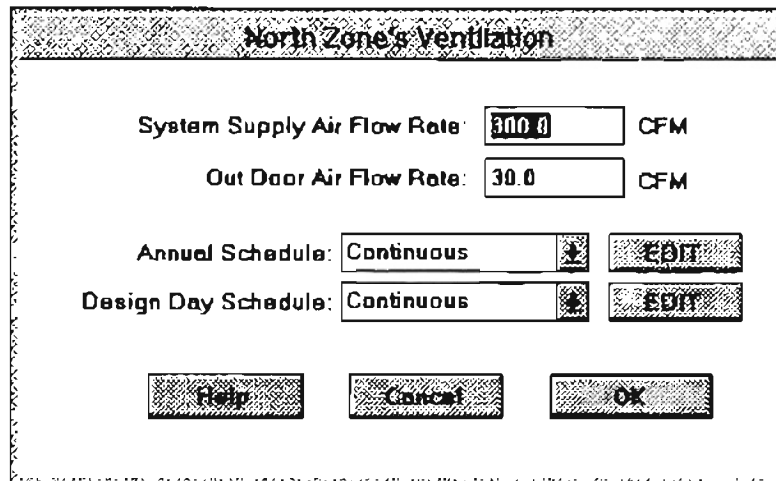 North Zone's Ventilation
System Supply Air Flow Rate: 300.0 CFM
Out Door Air Flow Rate: 30.0 CFM
Annual Schedule: Continuous EDIT
Design Day Schedule: Continuous EDIT
Help Cancel OK